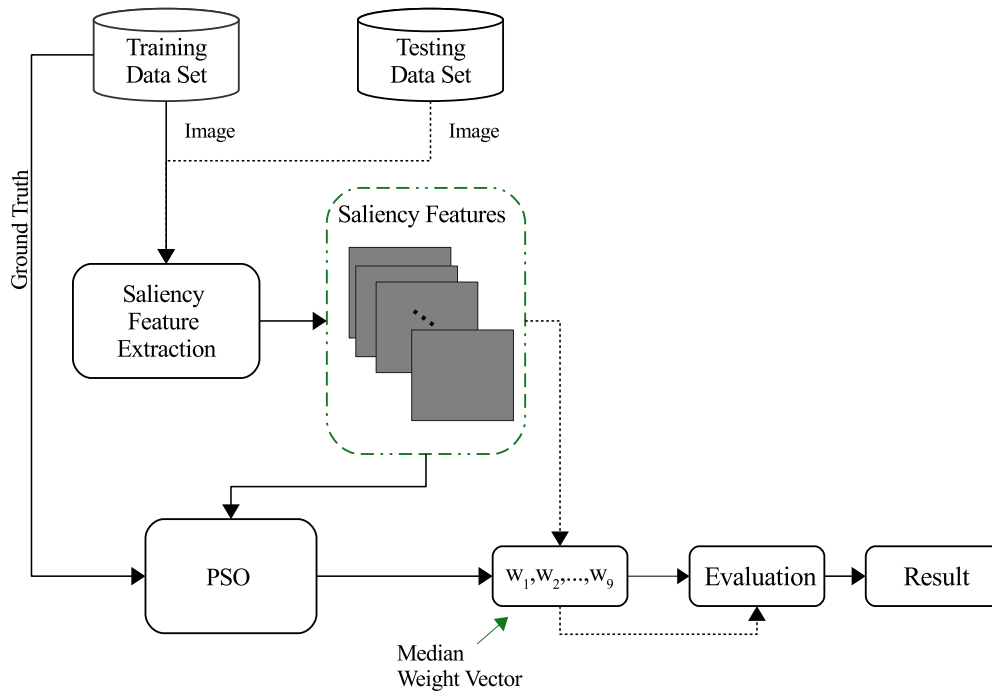 Training
Data Set
Testing
Data Set
Image
Image
Ground Truth
Saliency Features
Saliency
Feature
Extraction
PSO
w₁,w₂,...,w₉
Evaluation
Result
Median
Weight Vector